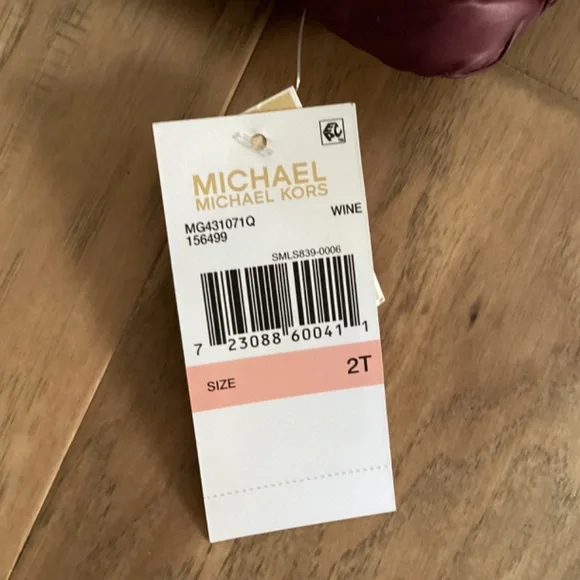 MICHAEL
MICHAEL KORS
MG431071Q WINE
156499
SMLS839-0006
7 23088 60041 1
SIZE 2T